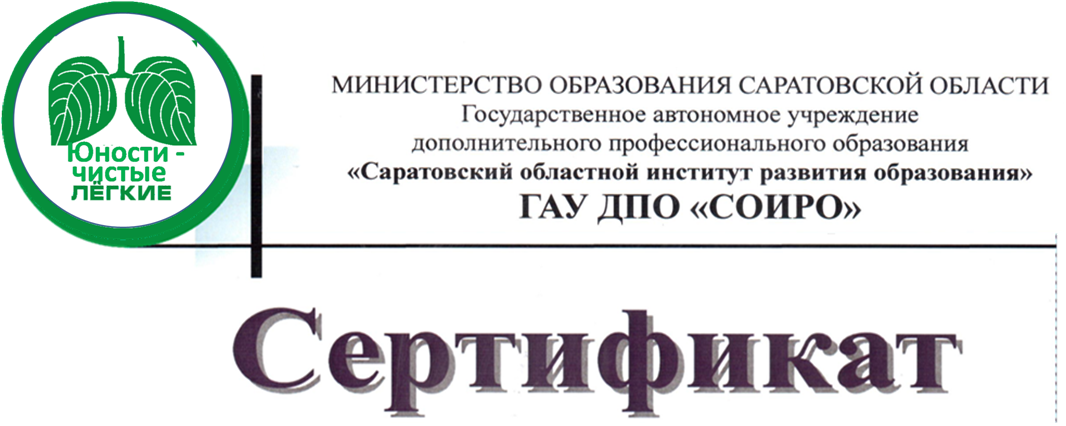 Юности -
чистые
ЛЁГКИЕ
МИНИСТЕРСТВО ОБРАЗОВАНИЯ САРАТОВСКОЙ ОБЛАСТИ
Государственное автономное учреждение
дополнительного профессионального образования
«Саратовский областной институт развития образования»
ГАУ ДПО «СОИРО»
Сертификат